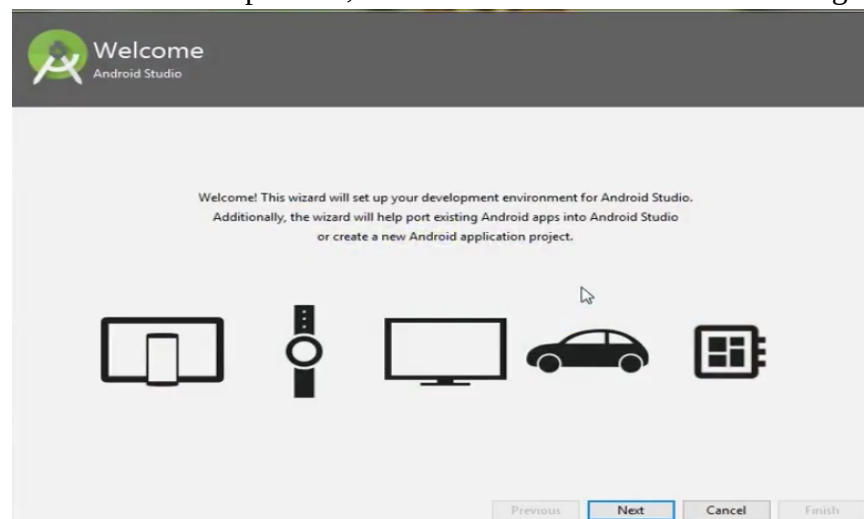 Welcome
Android Studio
Welcome! This wizard will set up your development environment for Android Studio.
Additionally, the wizard will help port existing Android apps into Android Studio
or create a new Android application project.
Previous Next Cancel Finish